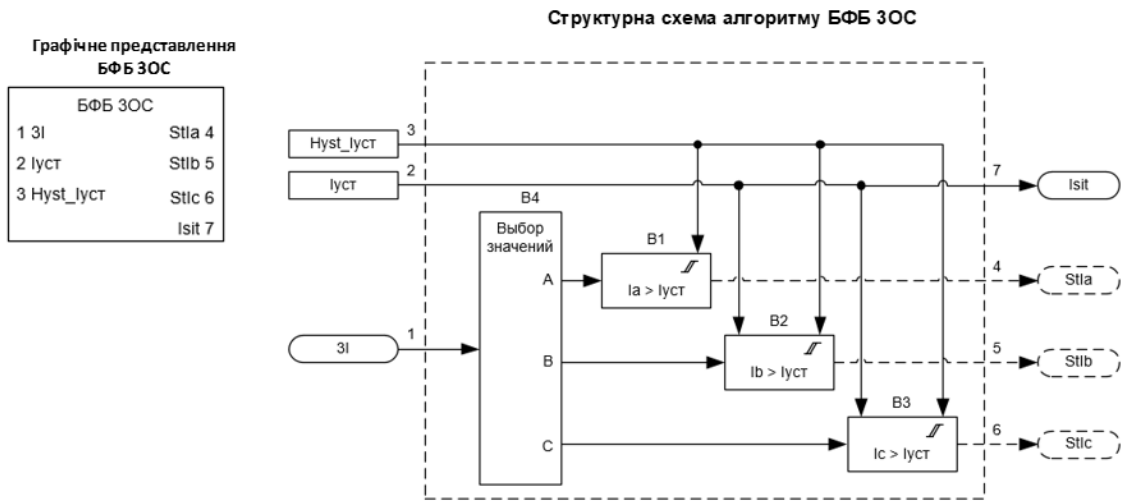 Структурна схема алгоритму БФБ ЗОС
Графічне представлення
БФБ ЗОС
БФБ ЗОС
1 3I
StIa 4
2 Iуст
StIb 5
3 Hyst_Iуст
StIc 6
Isit 7
Hyst_Iуст
3
Iуст
2
7
Isit
B4
Выбор
значений
A
B
C
B1
Ia > Iуст
4
StIa
3I
1
B2
Ib > Iуст
5
StIb
B3
Ic > Iуст
6
StIc